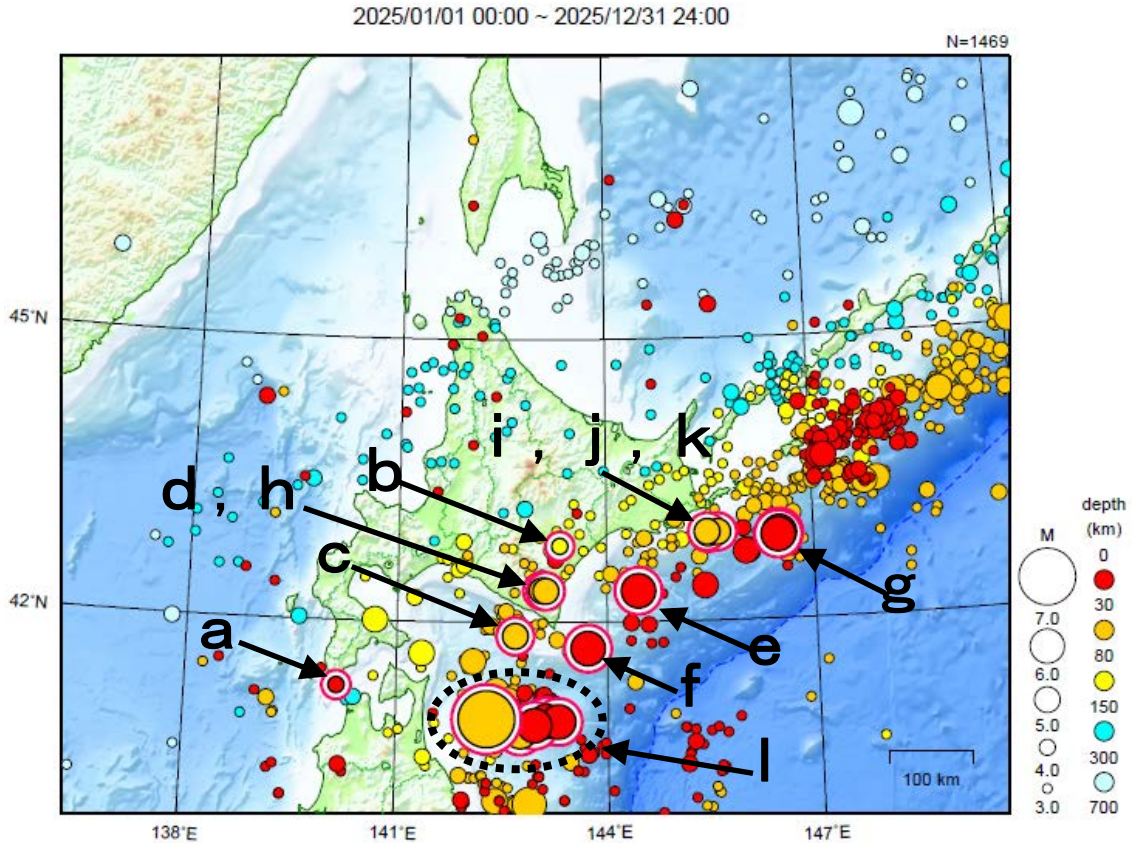 2025/01/01 00:00 ~ 2025/12/31 24:00
N=1469
45°N
42°N
138°E
141°E
144°E
147°E
i , j , k
b
d , h
c
a
g
e
f
l
100 km
M
7.0
6.0
5.0
4.0
3.0
depth
(km)
0
30
80
150
300
700